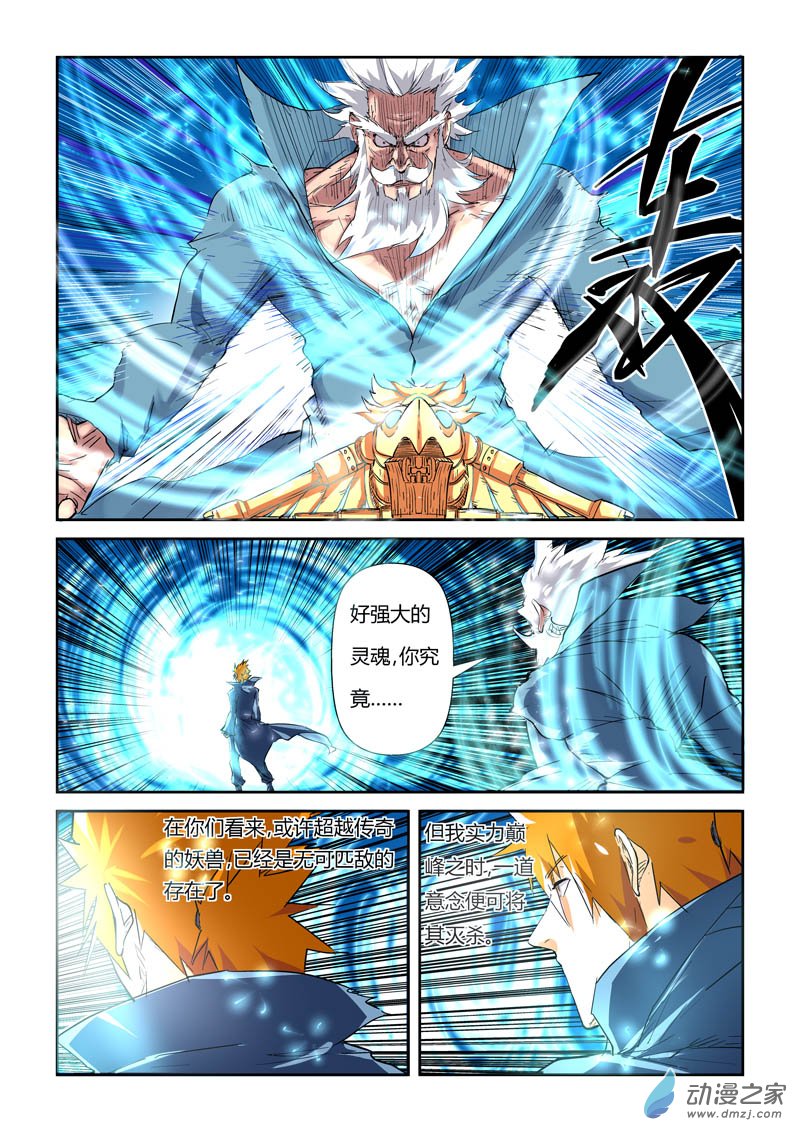 好强大的
灵魂,你究
竟……
在你们看来,或许超越传奇
的妖兽,已经是无可匹敌的
存在了。
但我实力巅
峰之时,一道
意念便可将
其灭杀。
动漫之家
www.dmzj.com